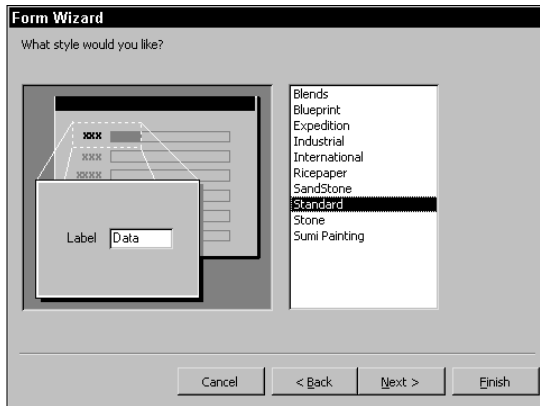 Form Wizard
What style would you like?
xxx
xxx
xxxx
Label Data
Blends
Blueprint
Expedition
Industrial
International
Ricepaper
SandStone
Standard
Stone
Sumi Painting
Cancel
< Back
Next >
Finish